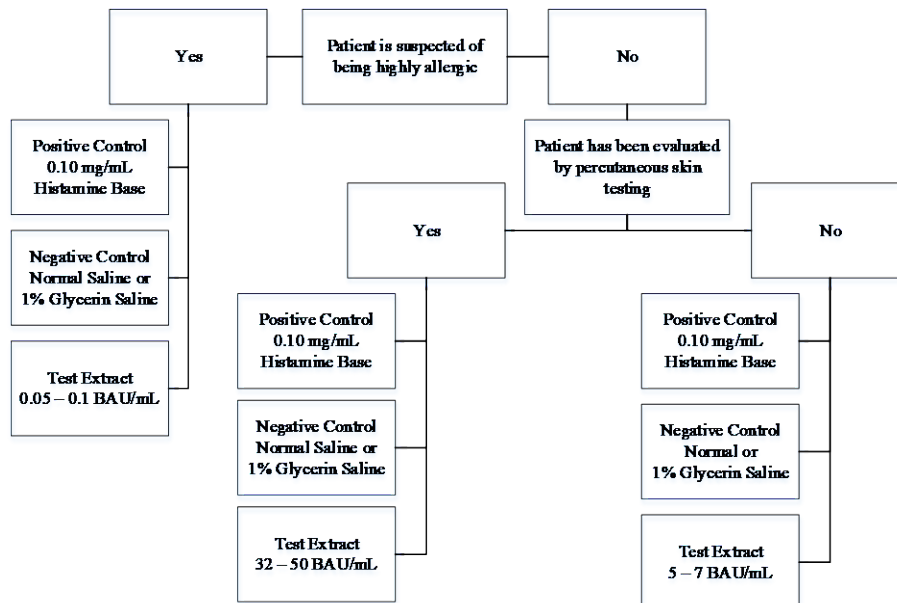 Yes
Patient is suspected of
being highly allergic
No
Positive Control
0.10 mg/mL
Histamine Base
Negative Control
Normal Saline or
1% Glycerin Saline
Test Extract
0.05 – 0.1 BAU/mL
Patient has been evaluated
by percutaneous skin
testing
Yes
Positive Control
0.10 mg/mL
Histamine Base
Negative Control
Normal Saline or
1% Glycerin Saline
Test Extract
32 – 50 BAU/mL
No
Positive Control
0.10 mg/mL
Histamine Base
Negative Control
Normal or
1% Glycerin Saline
Test Extract
5 – 7 BAU/mL